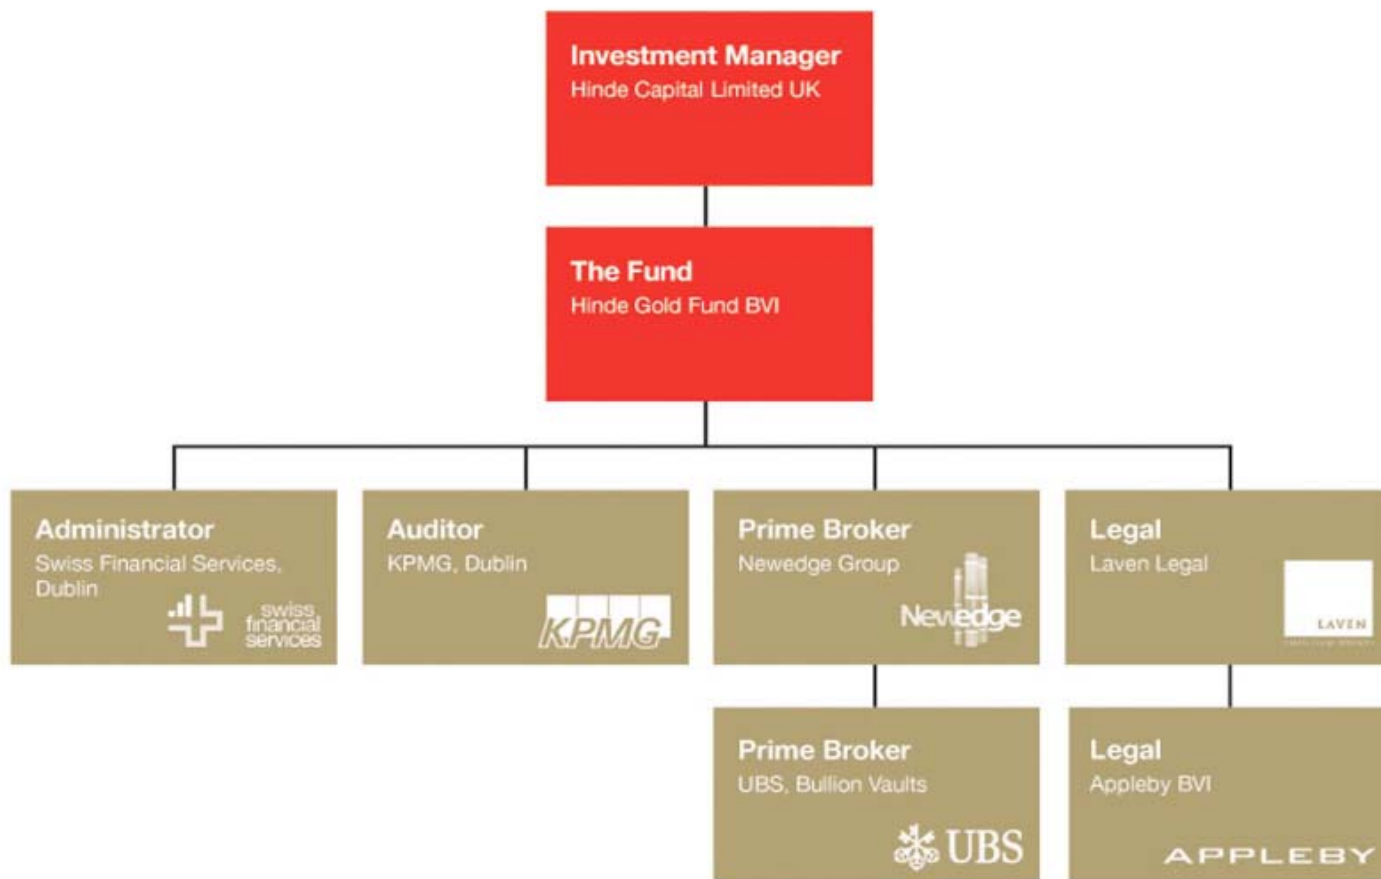 Investment Manager
Hinde Capital Limited UK
The Fund
Hinde Gold Fund BVI
Administrator
Swiss Financial Services,
Dublin
swiss
financial
services
Auditor
KPMG, Dublin
KPMG
Prime Broker
Newedge Group
Newedge
Legal
Laven Legal
LAVEN
Prime Broker
UBS, Bullion Vaults
UBS
Legal
Appleby BVI
APPLEBY